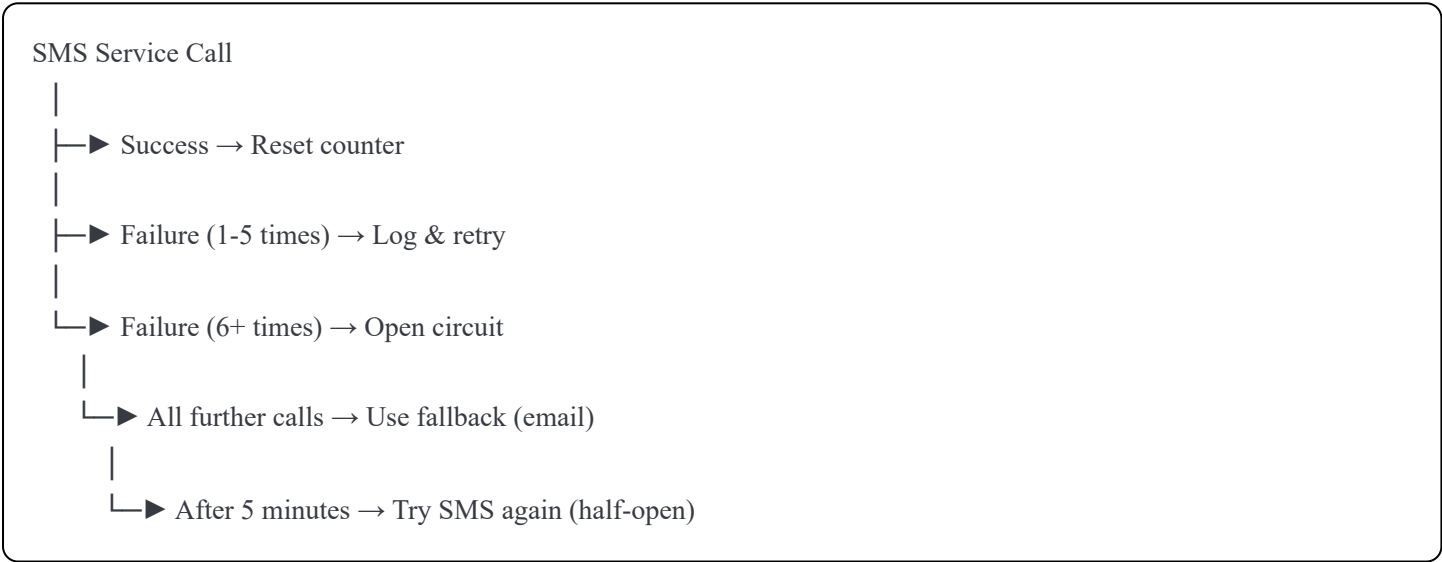 SMS Service Call
│
├─► Success → Reset counter
│
├─► Failure (1-5 times) → Log & retry
│
└─► Failure (6+ times) → Open circuit
│
└─► All further calls → Use fallback (email)
│
└─► After 5 minutes → Try SMS again (half-open)